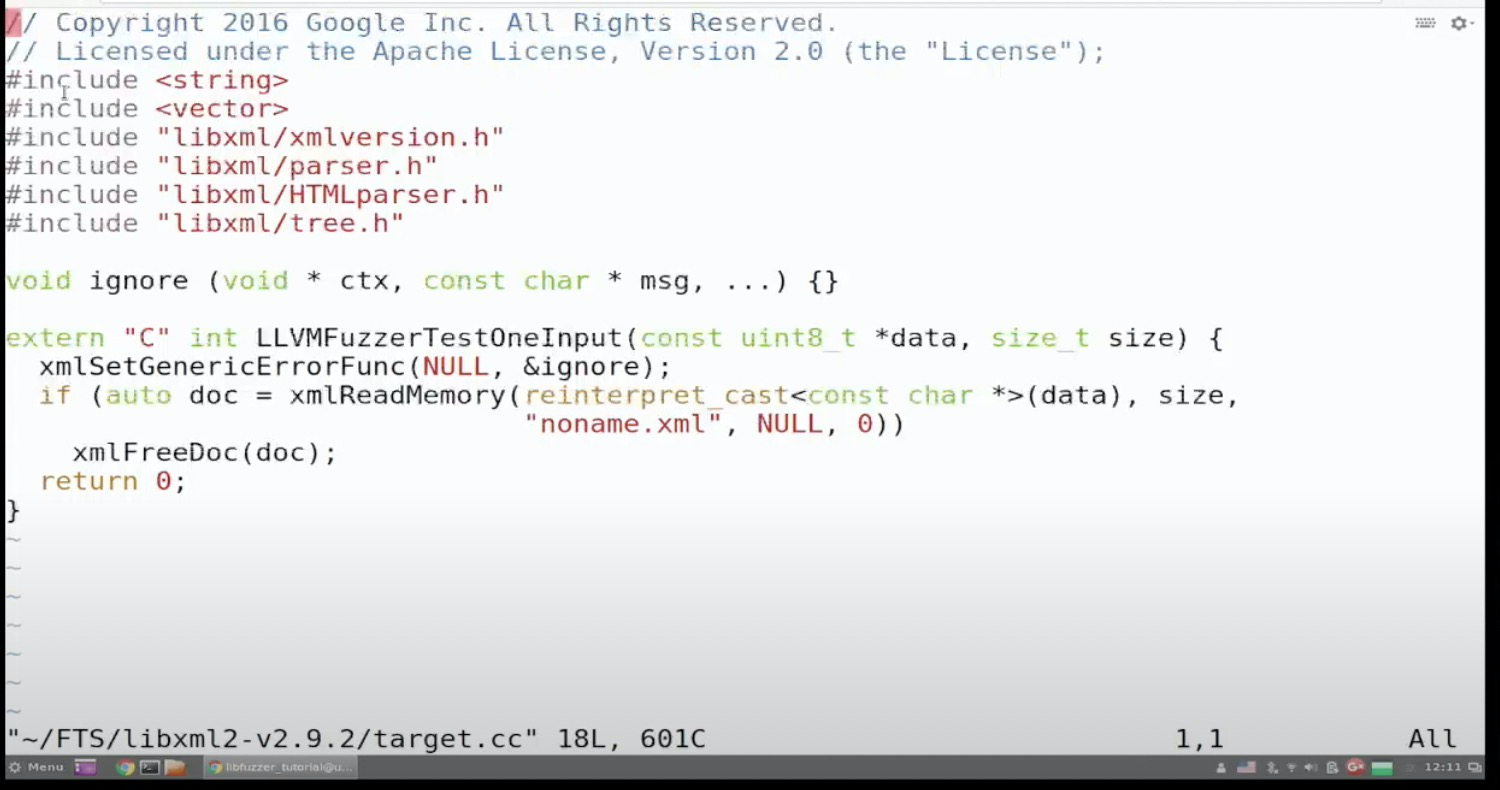 // Copyright 2016 Google Inc. All Rights Reserved.
// Licensed under the Apache License, Version 2.0 (the "License");
#include <string>
#include <vector>
#include "libxml/xmlversion.h"
#include "libxml/parser.h"
#include "libxml/HTMLparser.h"
#include "libxml/tree.h"

void ignore (void * ctx, const char * msg, ...) {}

extern "C" int LLVMFuzzerTestOneInput(const uint8_t *data, size_t size) {
  xmlSetGenericErrorFunc(NULL, &ignore);
  if (auto doc = xmlReadMemory(reinterpret_cast<const char *>(data), size,
                               "noname.xml", NULL, 0))
    xmlFreeDoc(doc);
  return 0;
}
~
~
~
~
~
~
~
"~/FTS/libxml2-v2.9.2/target.cc" 18L, 601C 1,1 All
Menu libfuzzer_tutorial@u... 12:11